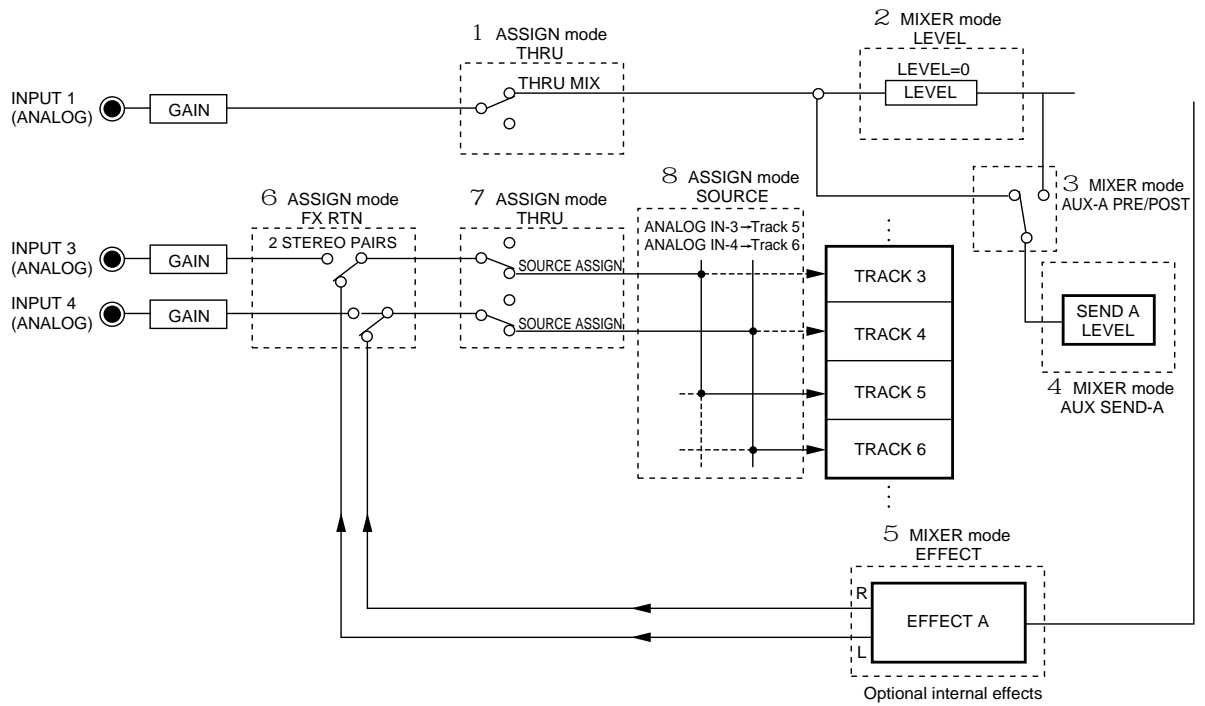 1 ASSIGN mode
THRU
2 MIXER mode
LEVEL
LEVEL=0
LEVEL
THRU MIX
INPUT 1
(ANALOG)
GAIN
3 MIXER mode
AUX-A PRE/POST
6 ASSIGN mode
FX RTN
2 STEREO PAIRS
7 ASSIGN mode
THRU
8 ASSIGN mode
SOURCE
ANALOG IN-3→Track 5
ANALOG IN-4→Track 6
INPUT 3
(ANALOG)
GAIN
SOURCE ASSIGN
TRACK 3
INPUT 4
(ANALOG)
GAIN
SOURCE ASSIGN
TRACK 4
SEND A
LEVEL
4 MIXER mode
AUX SEND-A
TRACK 5
TRACK 6
5 MIXER mode
EFFECT
R
EFFECT A
L
Optional internal effects